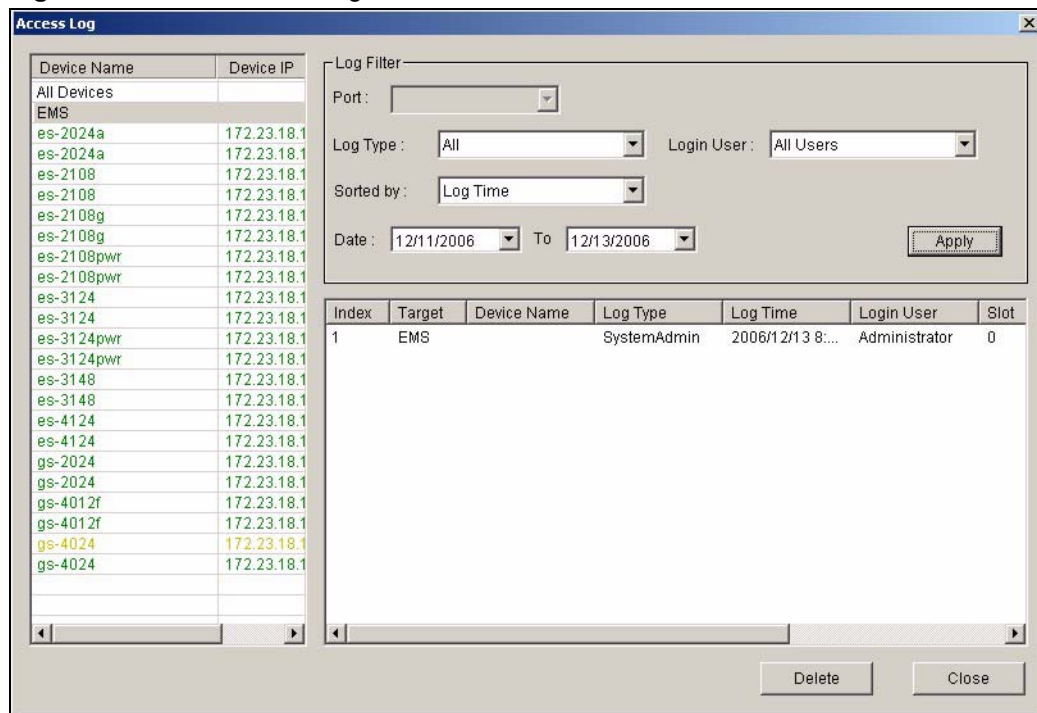 Access Log
Device Name Device IP
All Devices
EMS
es-2024a 172.23.18.1
es-2024a 172.23.18.1
es-2108 172.23.18.1
es-2108 172.23.18.1
es-2108g 172.23.18.1
es-2108g 172.23.18.1
es-2108pwr 172.23.18.1
es-2108pwr 172.23.18.1
es-3124 172.23.18.1
es-3124 172.23.18.1
es-3124pwr 172.23.18.1
es-3124pwr 172.23.18.1
es-3148 172.23.18.1
es-3148 172.23.18.1
es-4124 172.23.18.1
es-4124 172.23.18.1
gs-2024 172.23.18.1
gs-2024 172.23.18.1
gs-4012f 172.23.18.1
gs-4012f 172.23.18.1
gs-4024 172.23.18.1
gs-4024 172.23.18.1
Log Filter
Port :
Log Type : All Login User : All Users
Sorted by : Log Time
Date : 12/11/2006 To 12/13/2006 Apply
Index Target Device Name Log Type Log Time Login User Slot
1 EMS SystemAdmin 2006/12/13 8:... Administrator 0
Delete Close